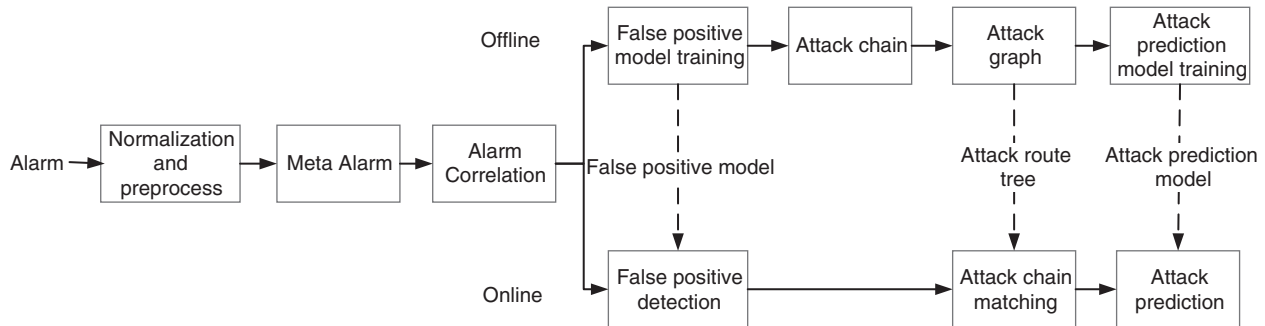 Offline
False positive
model training
Attack chain
Attack
graph
Attack
prediction
model training
Alarm
Normalization
and
preprocess
Meta Alarm
Alarm
Correlation
False positive model
Attack route
tree
Attack prediction
model
Online
False positive
detection
Attack chain
matching
Attack
prediction